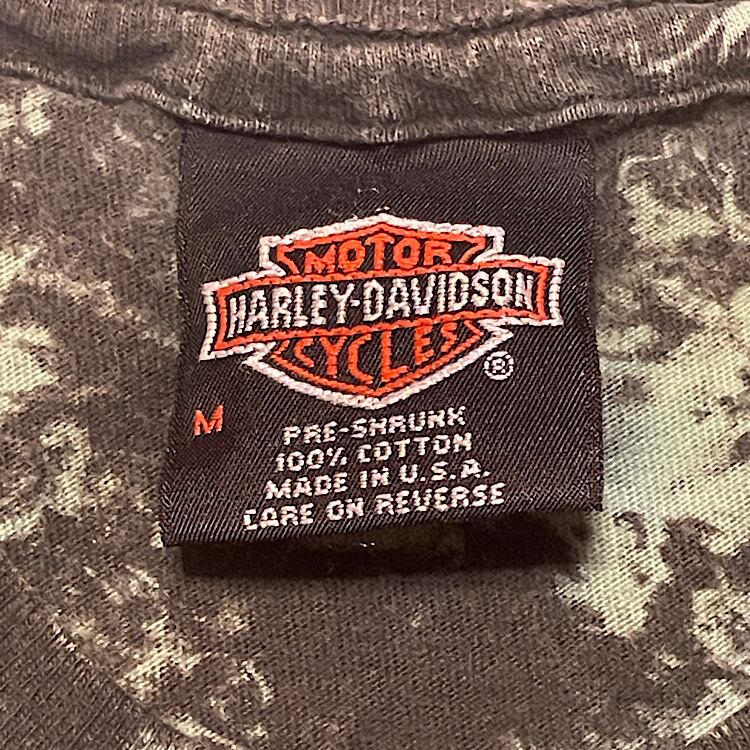 MOTOR
HARLEY-DAVIDSON
CYCLES
®
M
PRE-SHRUNK
100% COTTON
MADE IN U.S.A.
CARE ON REVERSE